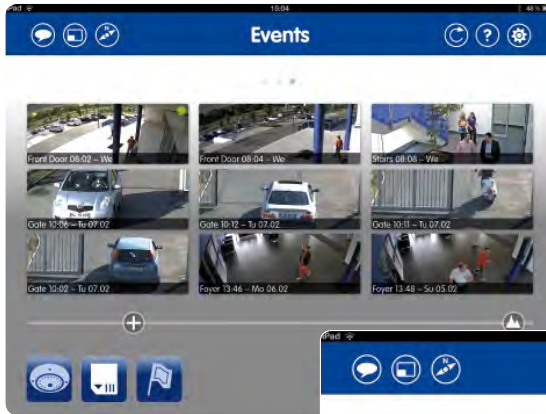 iPad 15:04 48 %
Events
N
?
Front Door 08:02 – We
Front Door 08:04 – We
Stairs 08:08 – We
Gate 10:06 – Tu 07.02
Gate 10:12 – Tu 07.02
Gate 10:11 – Tu 07.02
Gate 10:02 – Tu 07.02
Foyer 13:46 – Mo 06.02
Foyer 13:48 – Su 05.02
iPad
N